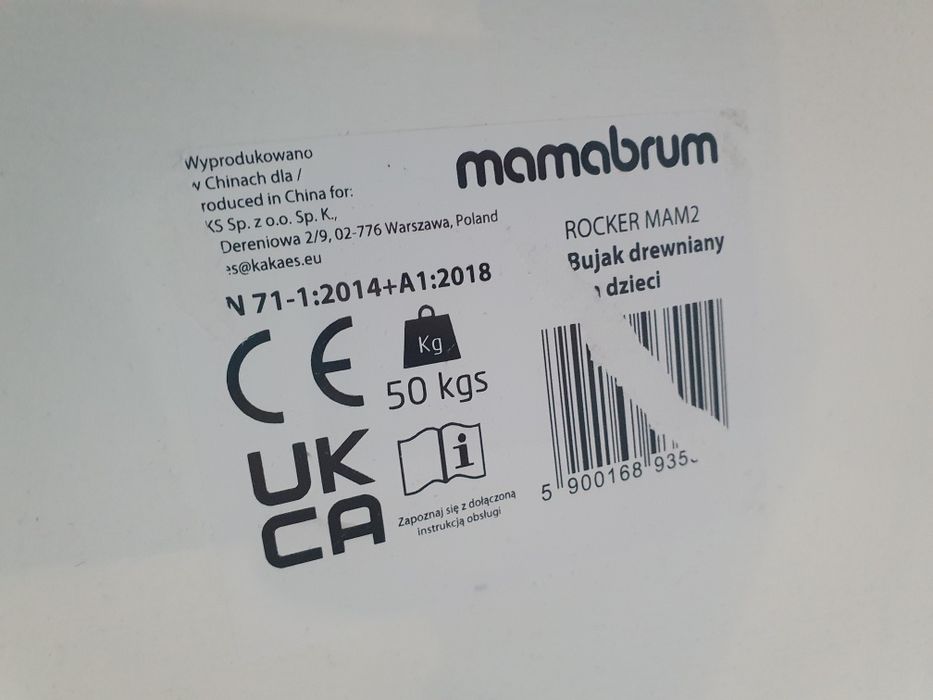 Wyprodukowano
w Chinach dla /
roduced in China for:
KS Sp. z o.o. Sp. K.,
Dereniowa 2/9, 02-776 Warszawa, Poland
es@kakaes.eu
N 71-1:2014+A1:2018
CE
Kg
50 kgs
UK
CA
i
Zapoznaj się z dołączoną
instrukcją obsługi
mamabrum
ROCKER MAM2
Bujak drewniany
dzieci
5 900168 935